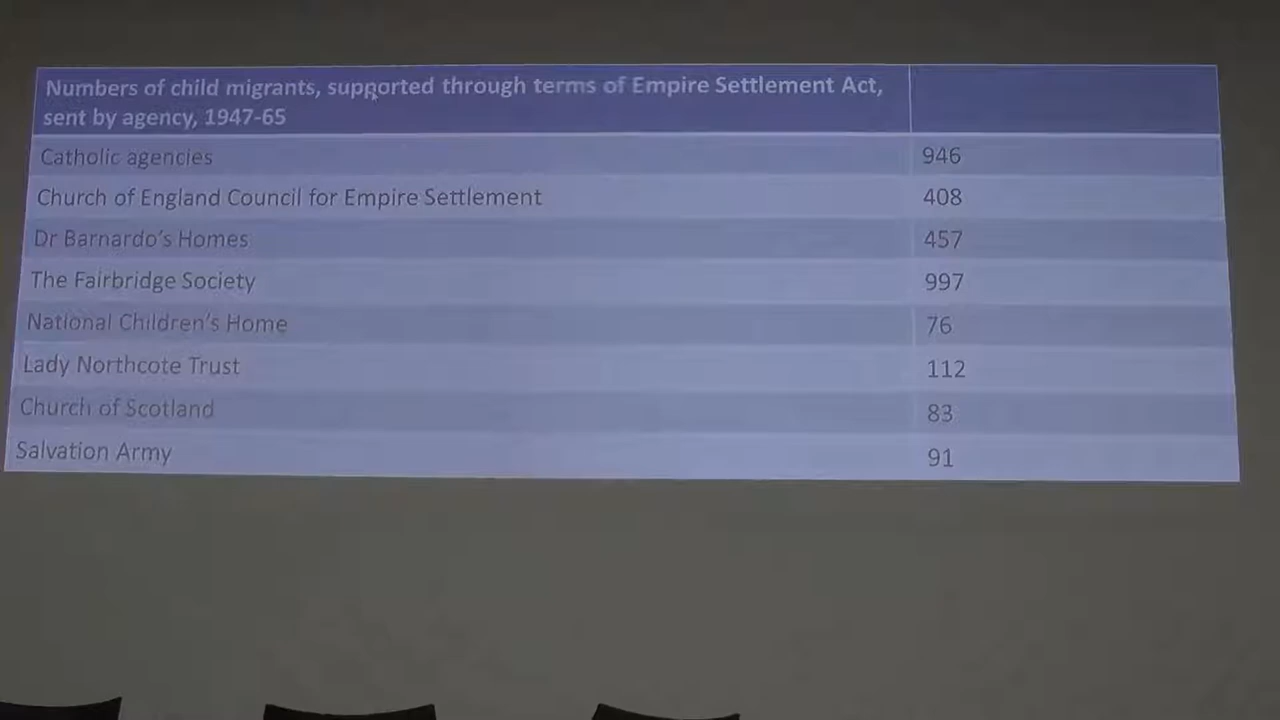 Numbers of child migrants, supported through terms of Empire Settlement Act,
sent by agency, 1947-65
Catholic agencies 946
Church of England Council for Empire Settlement 408
Dr Barnardo's Homes 457
The Fairbridge Society 997
National Children's Home 76
Lady Northcote Trust 112
Church of Scotland 83
Salvation Army 91